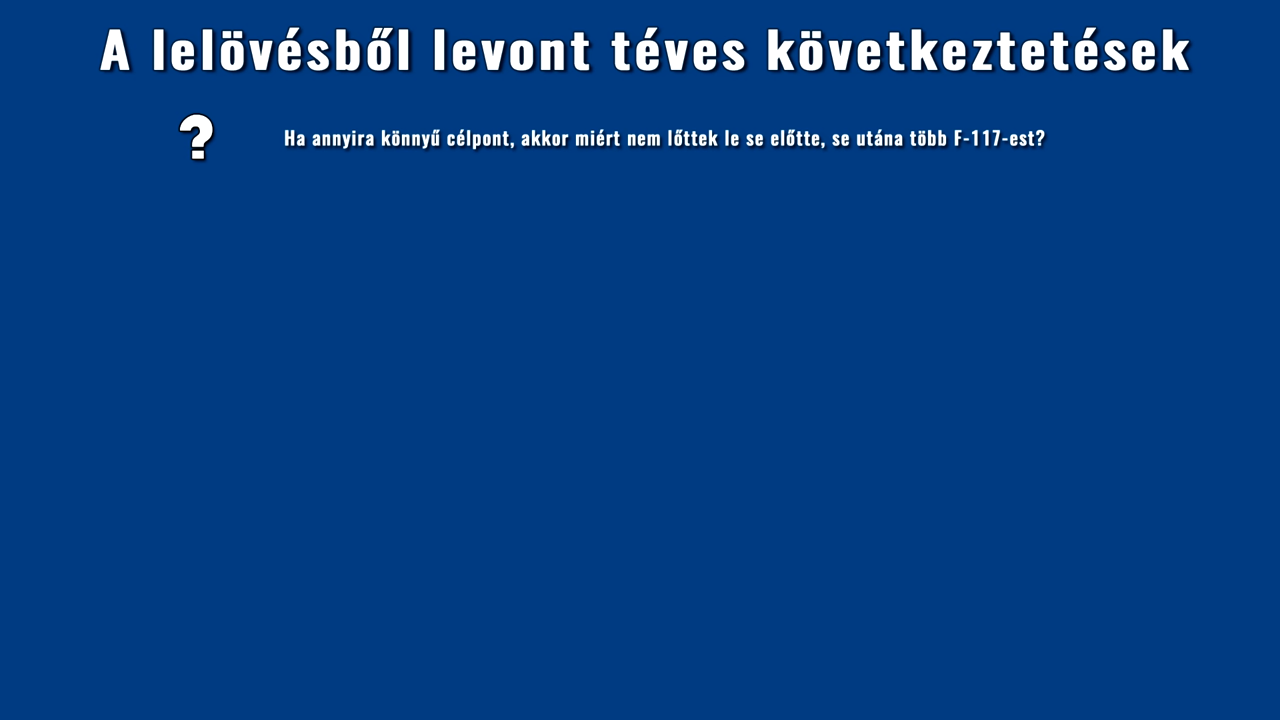 A lelövésből levont téves következtetések
? Ha annyira könnyű célpont, akkor miért nem lőttek le se előtte, se utána több F-117-est?